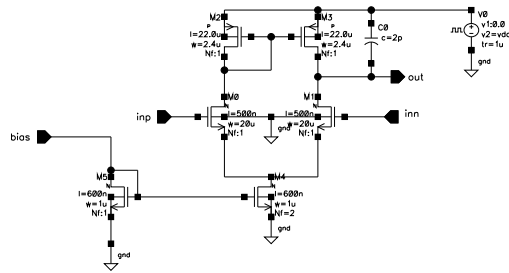 M2
P
l=22.0u
w=2.4u
Nf:1
M3
P
l=22.0u
w=2.4u
Nf:1
C0
c=2p
V0
v1:0.0
v2=vdc
tr=1u
gnd
out
M0
l=500n
w=20u
Nf:1
gnd
M1
l=500n
w=20u
Nf:1
inp
inn
bias
M5
N
l=600n
w=1u
Nf:1
gnd
M4
N
l=600n
w=1u
Nf=2
gnd